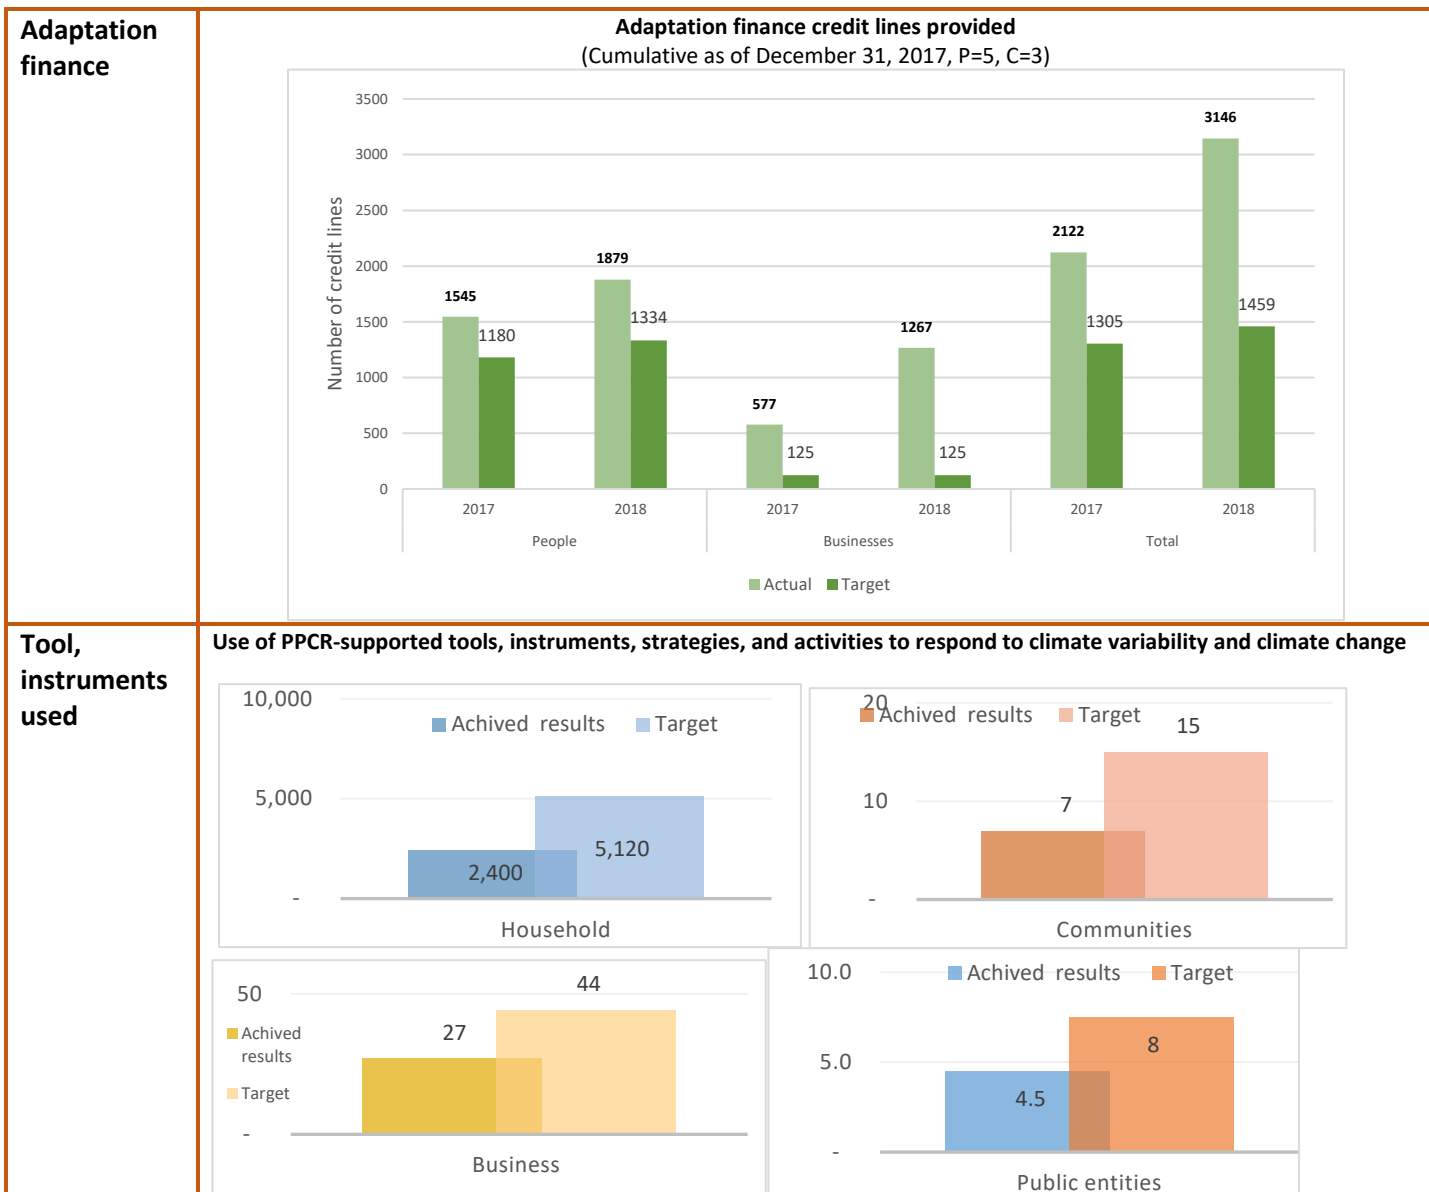 Adaptation
finance
Adaptation finance credit lines provided
(Cumulative as of December 31, 2017, P=5, C=3)
3500
3000
2500
2000
1500
1000
500
0
Number of credit lines
1545
1180
1879
1334
577
125
1267
125
2122
1305
3146
1459
2017
2018
2017
2018
2017
2018
People
Businesses
Total
Actual
Target
Tool,
instruments
used
Use of PPCR-supported tools, instruments, strategies, and activities to respond to climate variability and climate change
10,000
5,000
-
Achived results
Target
2,400
5,120
Household
20
10
-
Achived results
Target
7
15
Communities
50
-
Achived
results
Target
27
44
Business
10.0
5.0
-
Achived results
Target
4.5
8
Public entities